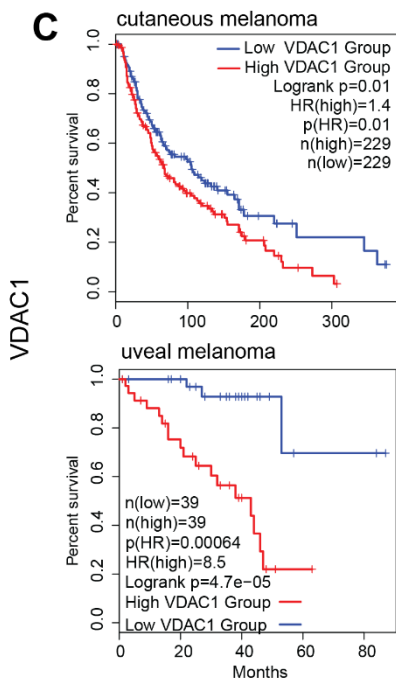 C
cutaneous melanoma
Low VDAC1 Group
High VDAC1 Group
Logrank p=0.01
HR(high)=1.4
p(HR)=0.01
n(high)=229
n(low)=229
Percent survival
1.0
0.8
0.6
0.4
0.2
0.0
0
100
200
300
VDAC1
uveal melanoma
Percent survival
1.0
0.8
0.6
0.4
0.2
0.0
n(low)=39
n(high)=39
p(HR)=0.00064
HR(high)=8.5
Logrank p=4.7e−05
High VDAC1 Group
Low VDAC1 Group
0
20
40
60
80
Months